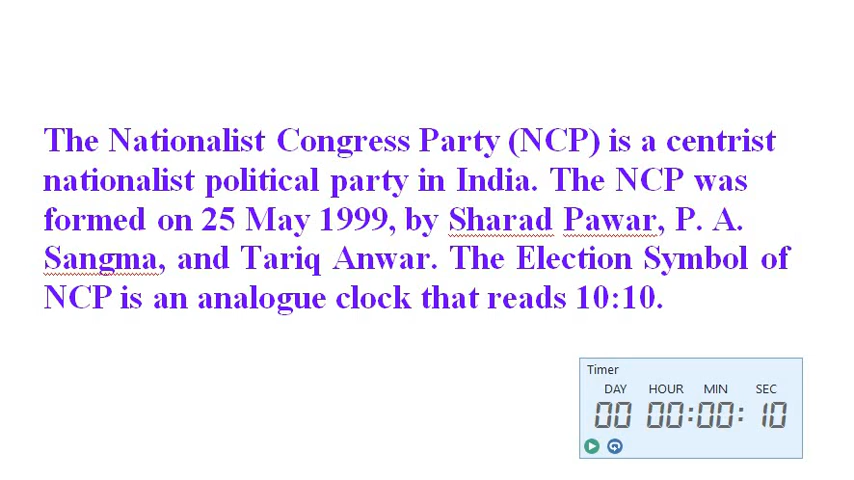 The Nationalist Congress Party (NCP) is a centrist
nationalist political party in India. The NCP was
formed on 25 May 1999, by Sharad Pawar, P. A.
Sangma, and Tariq Anwar. The Election Symbol of
NCP is an analogue clock that reads 10:10.
Timer
DAY HOUR MIN SEC
00 00:00: 10